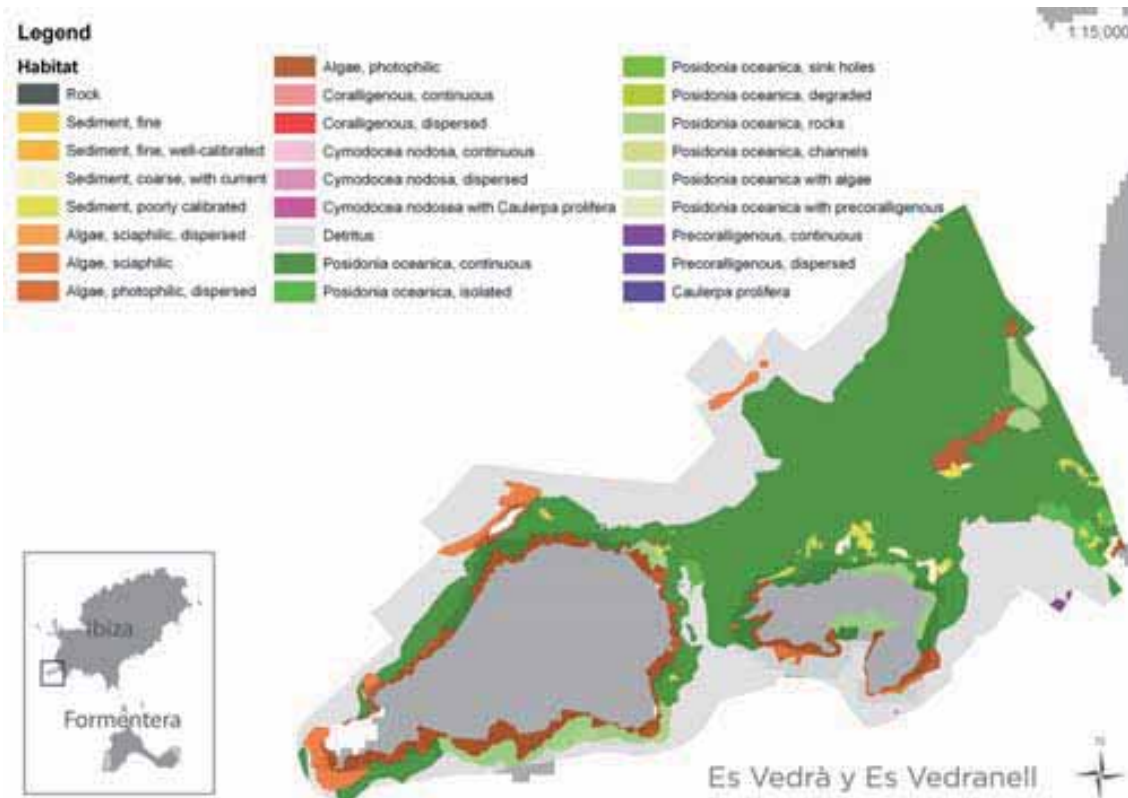 Legend
1:15,000
Habitat
Rock
Sediment, fine
Sediment, fine, well-calibrated
Sediment, coarse, with current
Sediment, poorly calibrated
Algae, sciaphilic, dispersed
Algae, sciaphilic
Algae, photophilic, dispersed
Algae, photophilic
Coralligenous, continuous
Coralligenous, dispersed
Cymodocea nodosa, continuous
Cymodocea nodosa, dispersed
Cymodocea nodosea with Caulerpa prolifera
Detritus
Posidonia oceanica, continuous
Posidonia oceanica, isolated
Posidonia oceanica, sink holes
Posidonia oceanica, degraded
Posidonia oceanica, rocks
Posidonia oceanica, channels
Posidonia oceanica with algae
Posidonia oceanica with precoralligenous
Precoralligenous, continuous
Precoralligenous, dispersed
Caulerpa prolifera
Ibiza
Formentera
Es Vedrà y Es Vedranell
N